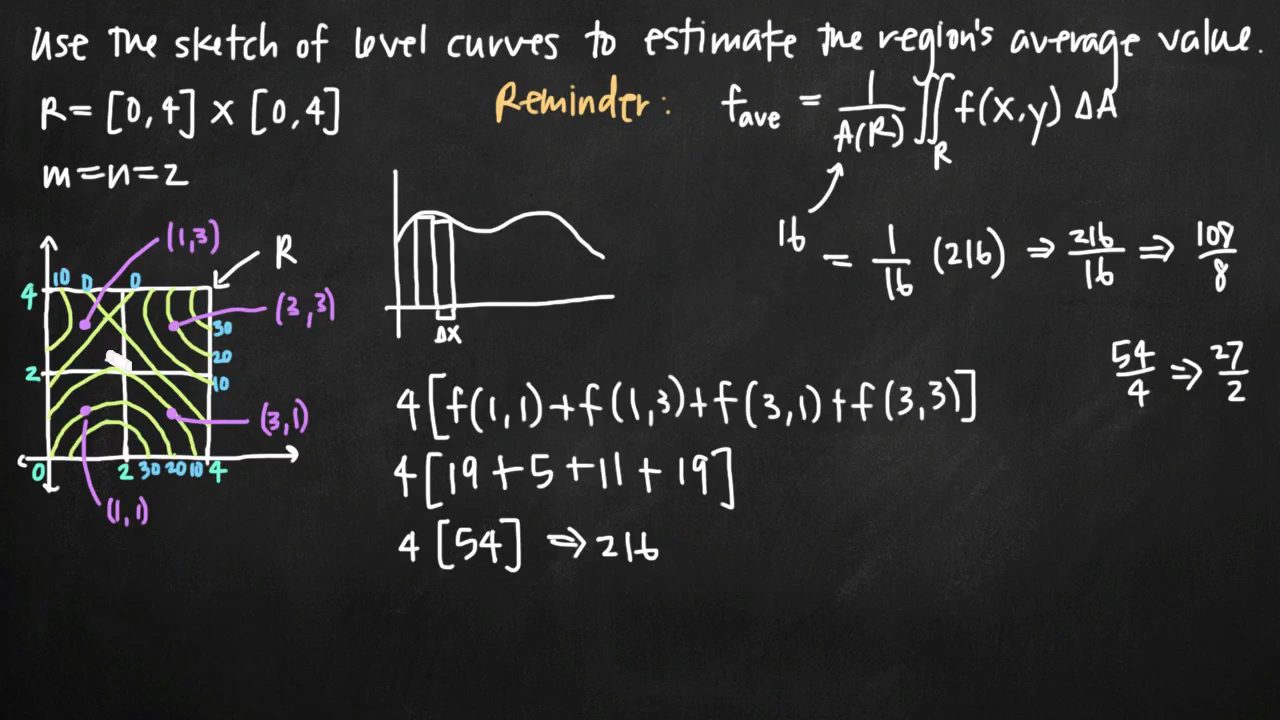 Use the sketch of level curves to estimate the region's average value.
R = [0,4] x [0,4]
Reminder: f_ave = 1/A(R) ∬_R f(x,y) ΔA
m=n=2
16
= 1/16 (216) ⇒ 216/16 ⇒ 108/8
54/4 ⇒ 27/2
(1,3)
R
10 0 0
4
(3,3)
30
20
2
10
(3,1)
0 2 30 20 10 4
(1,1)
Δx
4[f(1,1)+f(1,3)+f(3,1)+f(3,3)]
4[19+5+11+19]
4[54] ⇒ 216